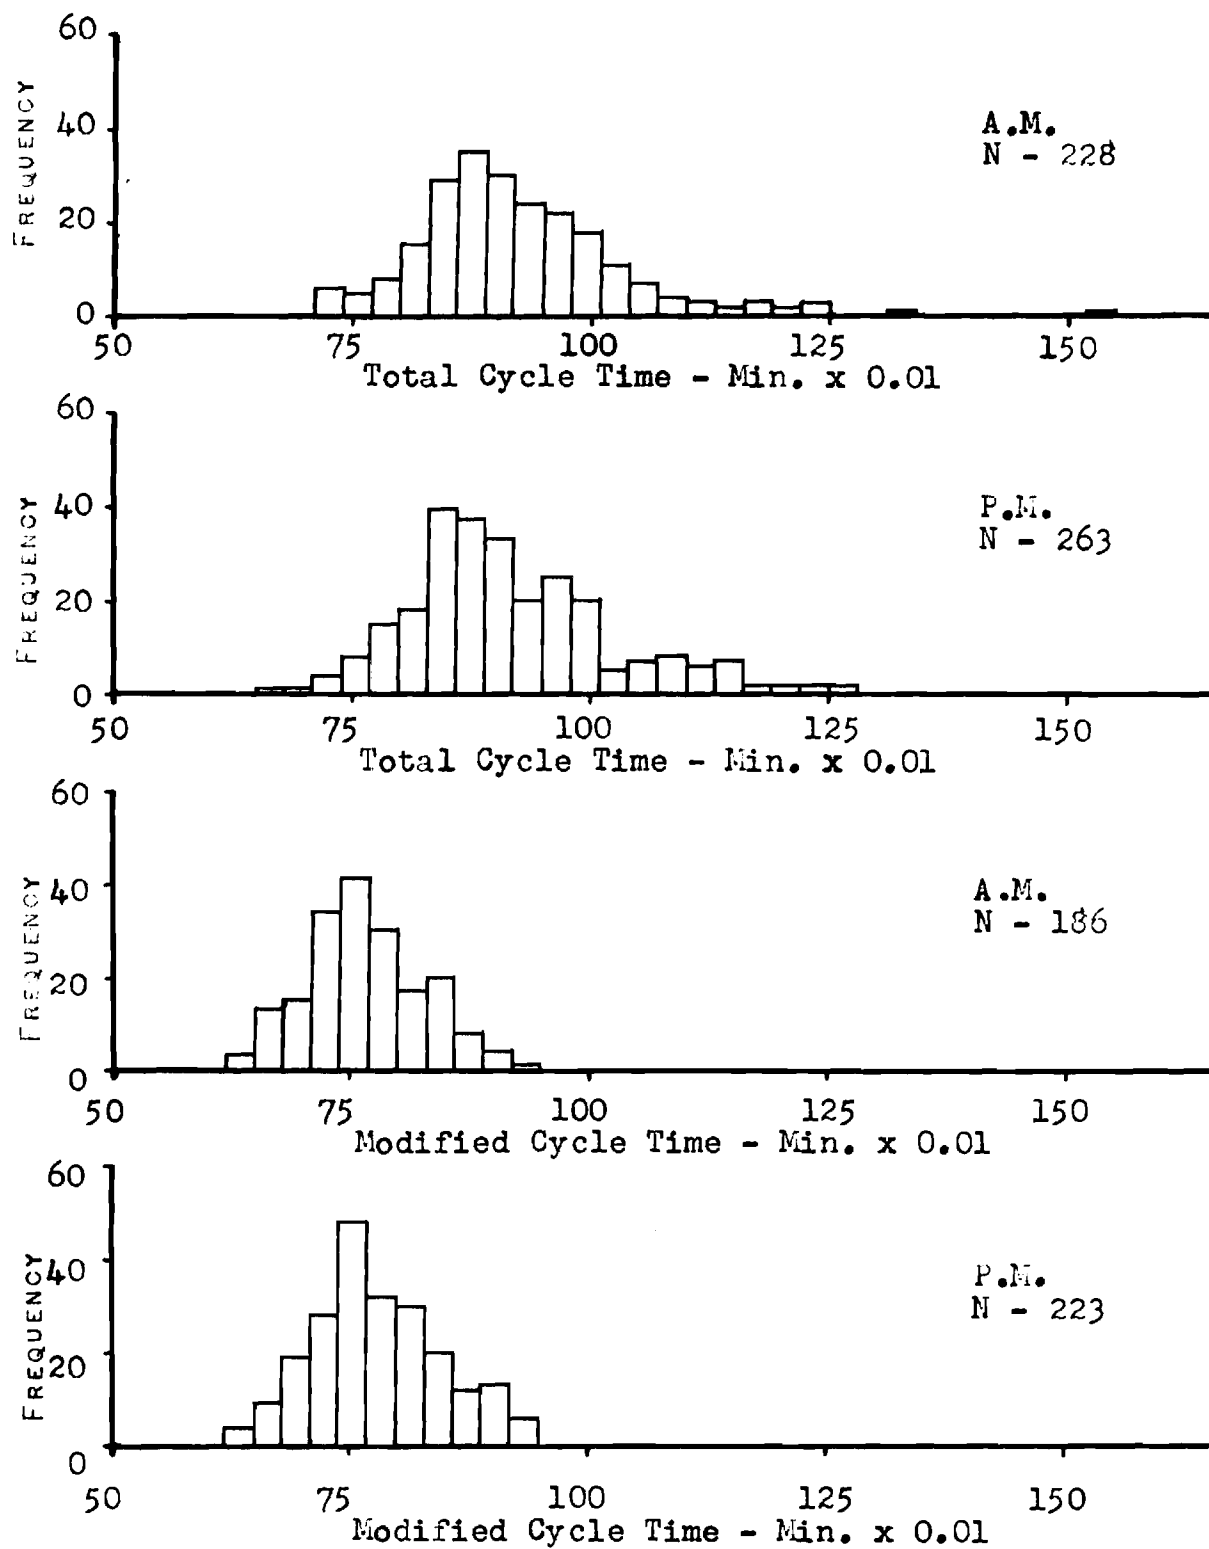 60
FREQUENCY
40
20
0
A.M.
N - 228
50 75 100 125 150
Total Cycle Time - Min. x 0.01
60
FREQUENCY
40
20
0
P.M.
N - 263
50 75 100 125 150
Total Cycle Time - Min. x 0.01
60
FREQUENCY
40
20
0
A.M.
N - 186
50 75 100 125 150
Modified Cycle Time - Min. x 0.01
60
FREQUENCY
40
20
0
P.M.
N - 223
50 75 100 125 150
Modified Cycle Time - Min. x 0.01